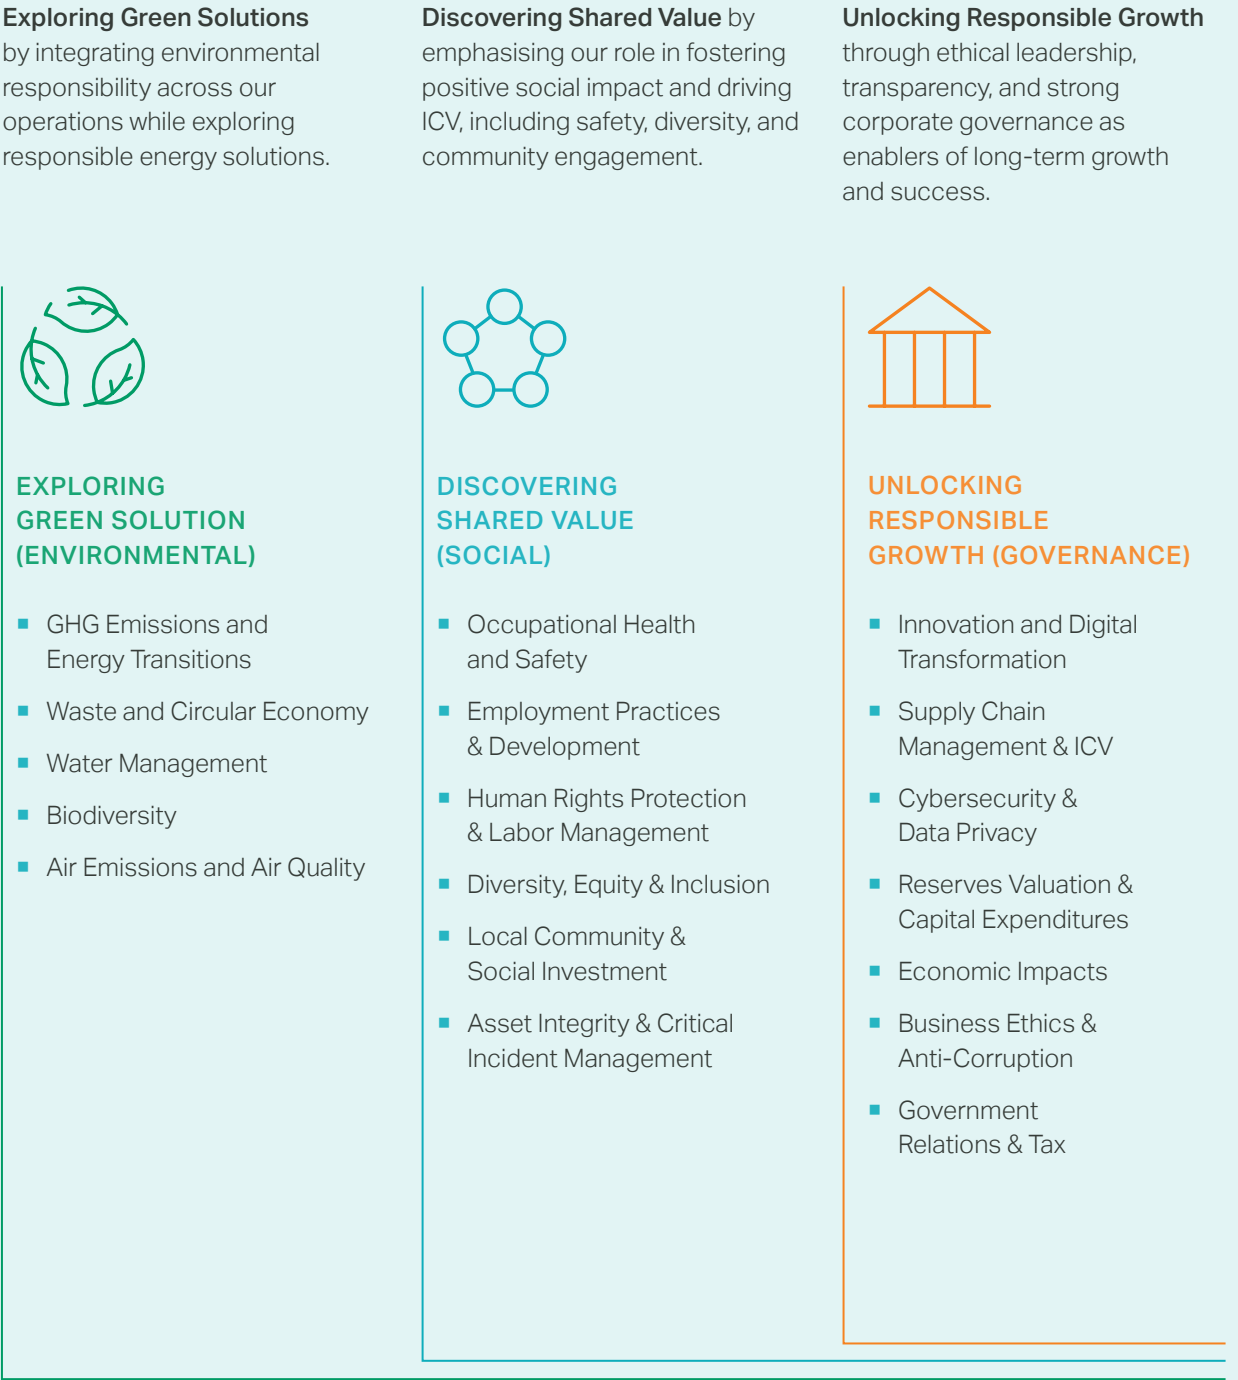 Exploring Green Solutions
by integrating environmental
responsibility across our
operations while exploring
responsible energy solutions.
Discovering Shared Value by
emphasising our role in fostering
positive social impact and driving
ICV, including safety, diversity, and
community engagement.
Unlocking Responsible Growth
through ethical leadership,
transparency, and strong
corporate governance as
enablers of long-term growth
and success.
EXPLORING
GREEN SOLUTION
(ENVIRONMENTAL)
▪ GHG Emissions and
Energy Transitions
▪ Waste and Circular Economy
▪ Water Management
▪ Biodiversity
▪ Air Emissions and Air Quality
DISCOVERING
SHARED VALUE
(SOCIAL)
▪ Occupational Health
and Safety
▪ Employment Practices
& Development
▪ Human Rights Protection
& Labor Management
▪ Diversity, Equity & Inclusion
▪ Local Community &
Social Investment
▪ Asset Integrity & Critical
Incident Management
UNLOCKING
RESPONSIBLE
GROWTH (GOVERNANCE)
▪ Innovation and Digital
Transformation
▪ Supply Chain
Management & ICV
▪ Cybersecurity &
Data Privacy
▪ Reserves Valuation &
Capital Expenditures
▪ Economic Impacts
▪ Business Ethics &
Anti-Corruption
▪ Government
Relations & Tax